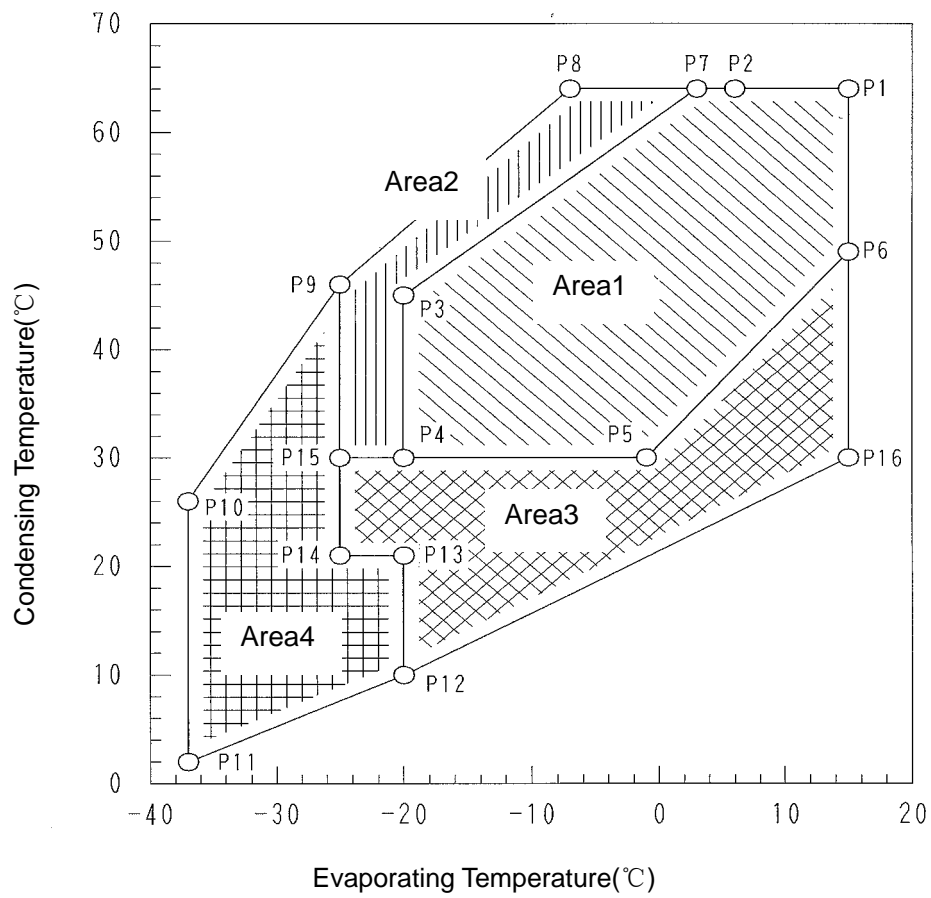 70
P8
P7
P2
P1
60
Area2
50
P6
P9
Area1
P3
40
P4
P5
30
P15
P16
P10
Area3
P14
P13
20
Area4
P12
10
P11
0
-40
-30
-20
-10
0
10
20
Condensing Temperature(℃)
Evaporating Temperature(℃)